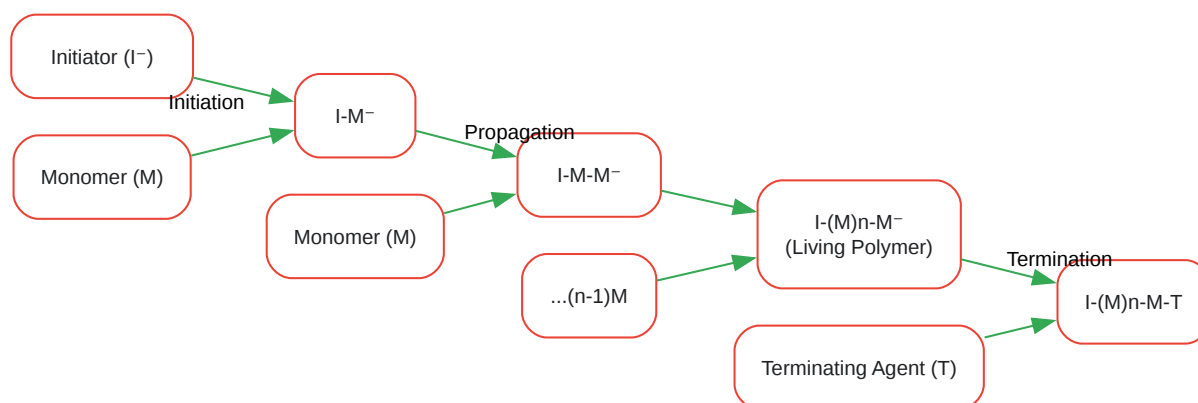 Initiator (I⁻)
Initiation
Monomer (M)
I-M⁻
Propagation
Monomer (M)
I-M-M⁻
...(n-1)M
I-(M)n-M⁻
(Living Polymer)
Termination
Terminating Agent (T)
I-(M)n-M-T